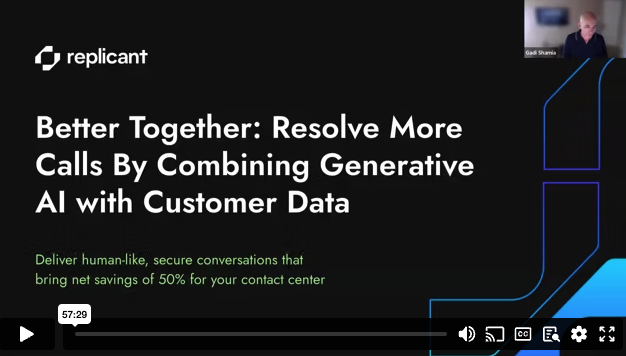 replicant
Gadi Shamia
Better Together: Resolve More
Calls By Combining Generative
AI with Customer Data
Deliver human-like, secure conversations that
bring net savings of 50% for your contact center
57:29
CC